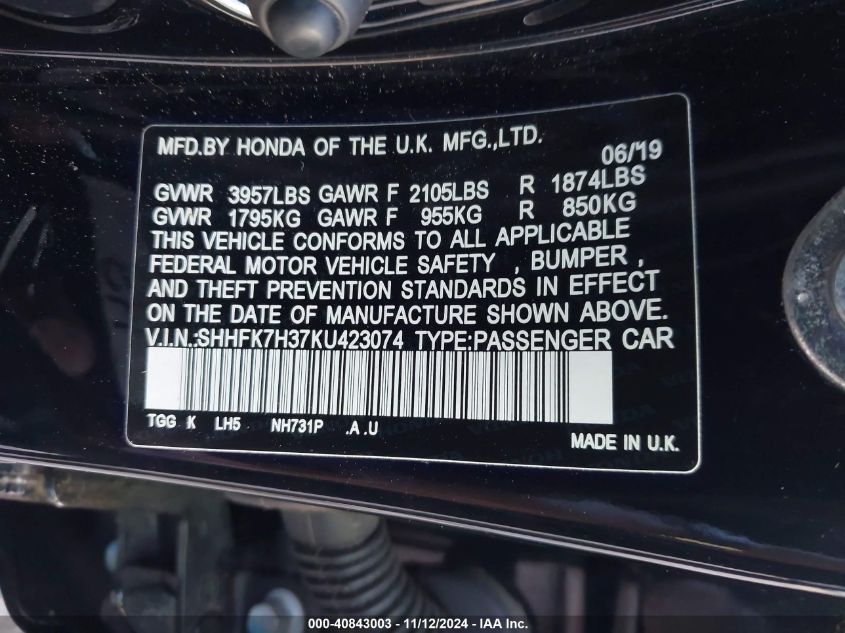 MFD.BY HONDA OF THE U.K. MFG.,LTD.
06/19
GVWR 3957LBS GAWR F 2105LBS R 1874LBS
GVWR 1795KG GAWR F 955KG R 850KG
THIS VEHICLE CONFORMS TO ALL APPLICABLE
FEDERAL MOTOR VEHICLE SAFETY , BUMPER ,
AND THEFT PREVENTION STANDARDS IN EFFECT
ON THE DATE OF MANUFACTURE SHOWN ABOVE.
V.I.N.:SHHFK7H37KU423074 TYPE:PASSENGER CAR
TGG K LH5 NH731P .A .U
MADE IN U.K.
000-40843003 — 11/12/2024 — IAA Inc.